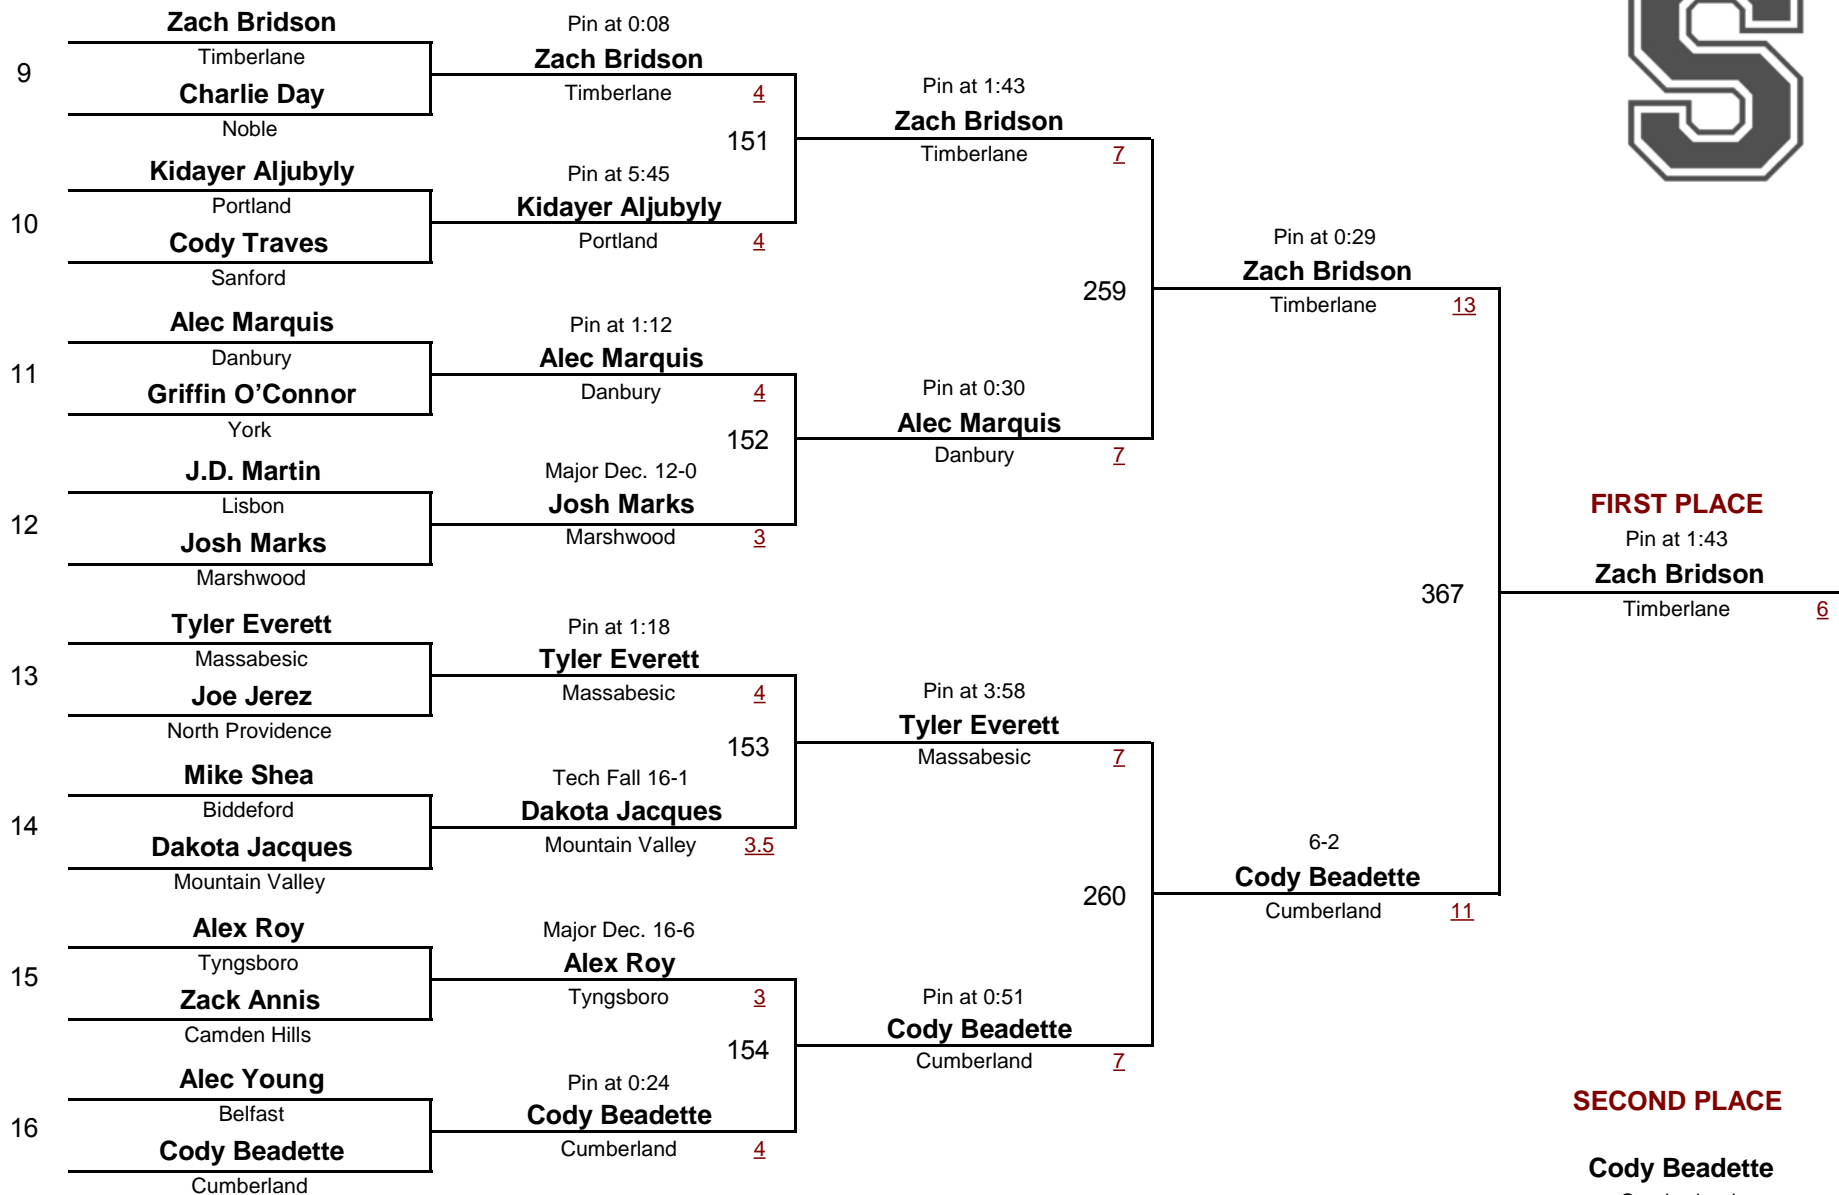 Zach Bridson
Timberlane
9
Charlie Day
Noble
Kidayer Aljubyly
Portland
10
Cody Traves
Sanford
Alec Marquis
Danbury
11
Griffin O’Connor
York
J.D. Martin
Lisbon
12
Josh Marks
Marshwood
Tyler Everett
Massabesic
13
Joe Jerez
North Providence
Mike Shea
Biddeford
14
Dakota Jacques
Mountain Valley
Alex Roy
Tyngsboro
15
Zack Annis
Camden Hills
Alec Young
Belfast
16
Cody Beadette
Cumberland
Pin at 0:08
Zach Bridson
Timberlane 4
151
Pin at 5:45
Kidayer Aljubyly
Portland 4
Pin at 1:12
Alec Marquis
Danbury 4
152
Major Dec. 12-0
Josh Marks
Marshwood 3
Pin at 1:18
Tyler Everett
Massabesic 4
153
Tech Fall 16-1
Dakota Jacques
Mountain Valley 3.5
Major Dec. 16-6
Alex Roy
Tyngsboro 3
154
Pin at 0:24
Cody Beadette
Cumberland 4
Pin at 1:43
Zach Bridson
Timberlane 7
259
Pin at 0:30
Alec Marquis
Danbury 7
Pin at 3:58
Tyler Everett
Massabesic 7
260
Pin at 0:51
Cody Beadette
Cumberland 7
Pin at 0:29
Zach Bridson
Timberlane 13
367
6-2
Cody Beadette
Cumberland 11
S
FIRST PLACE
Pin at 1:43
Zach Bridson
Timberlane 6
SECOND PLACE
Cody Beadette